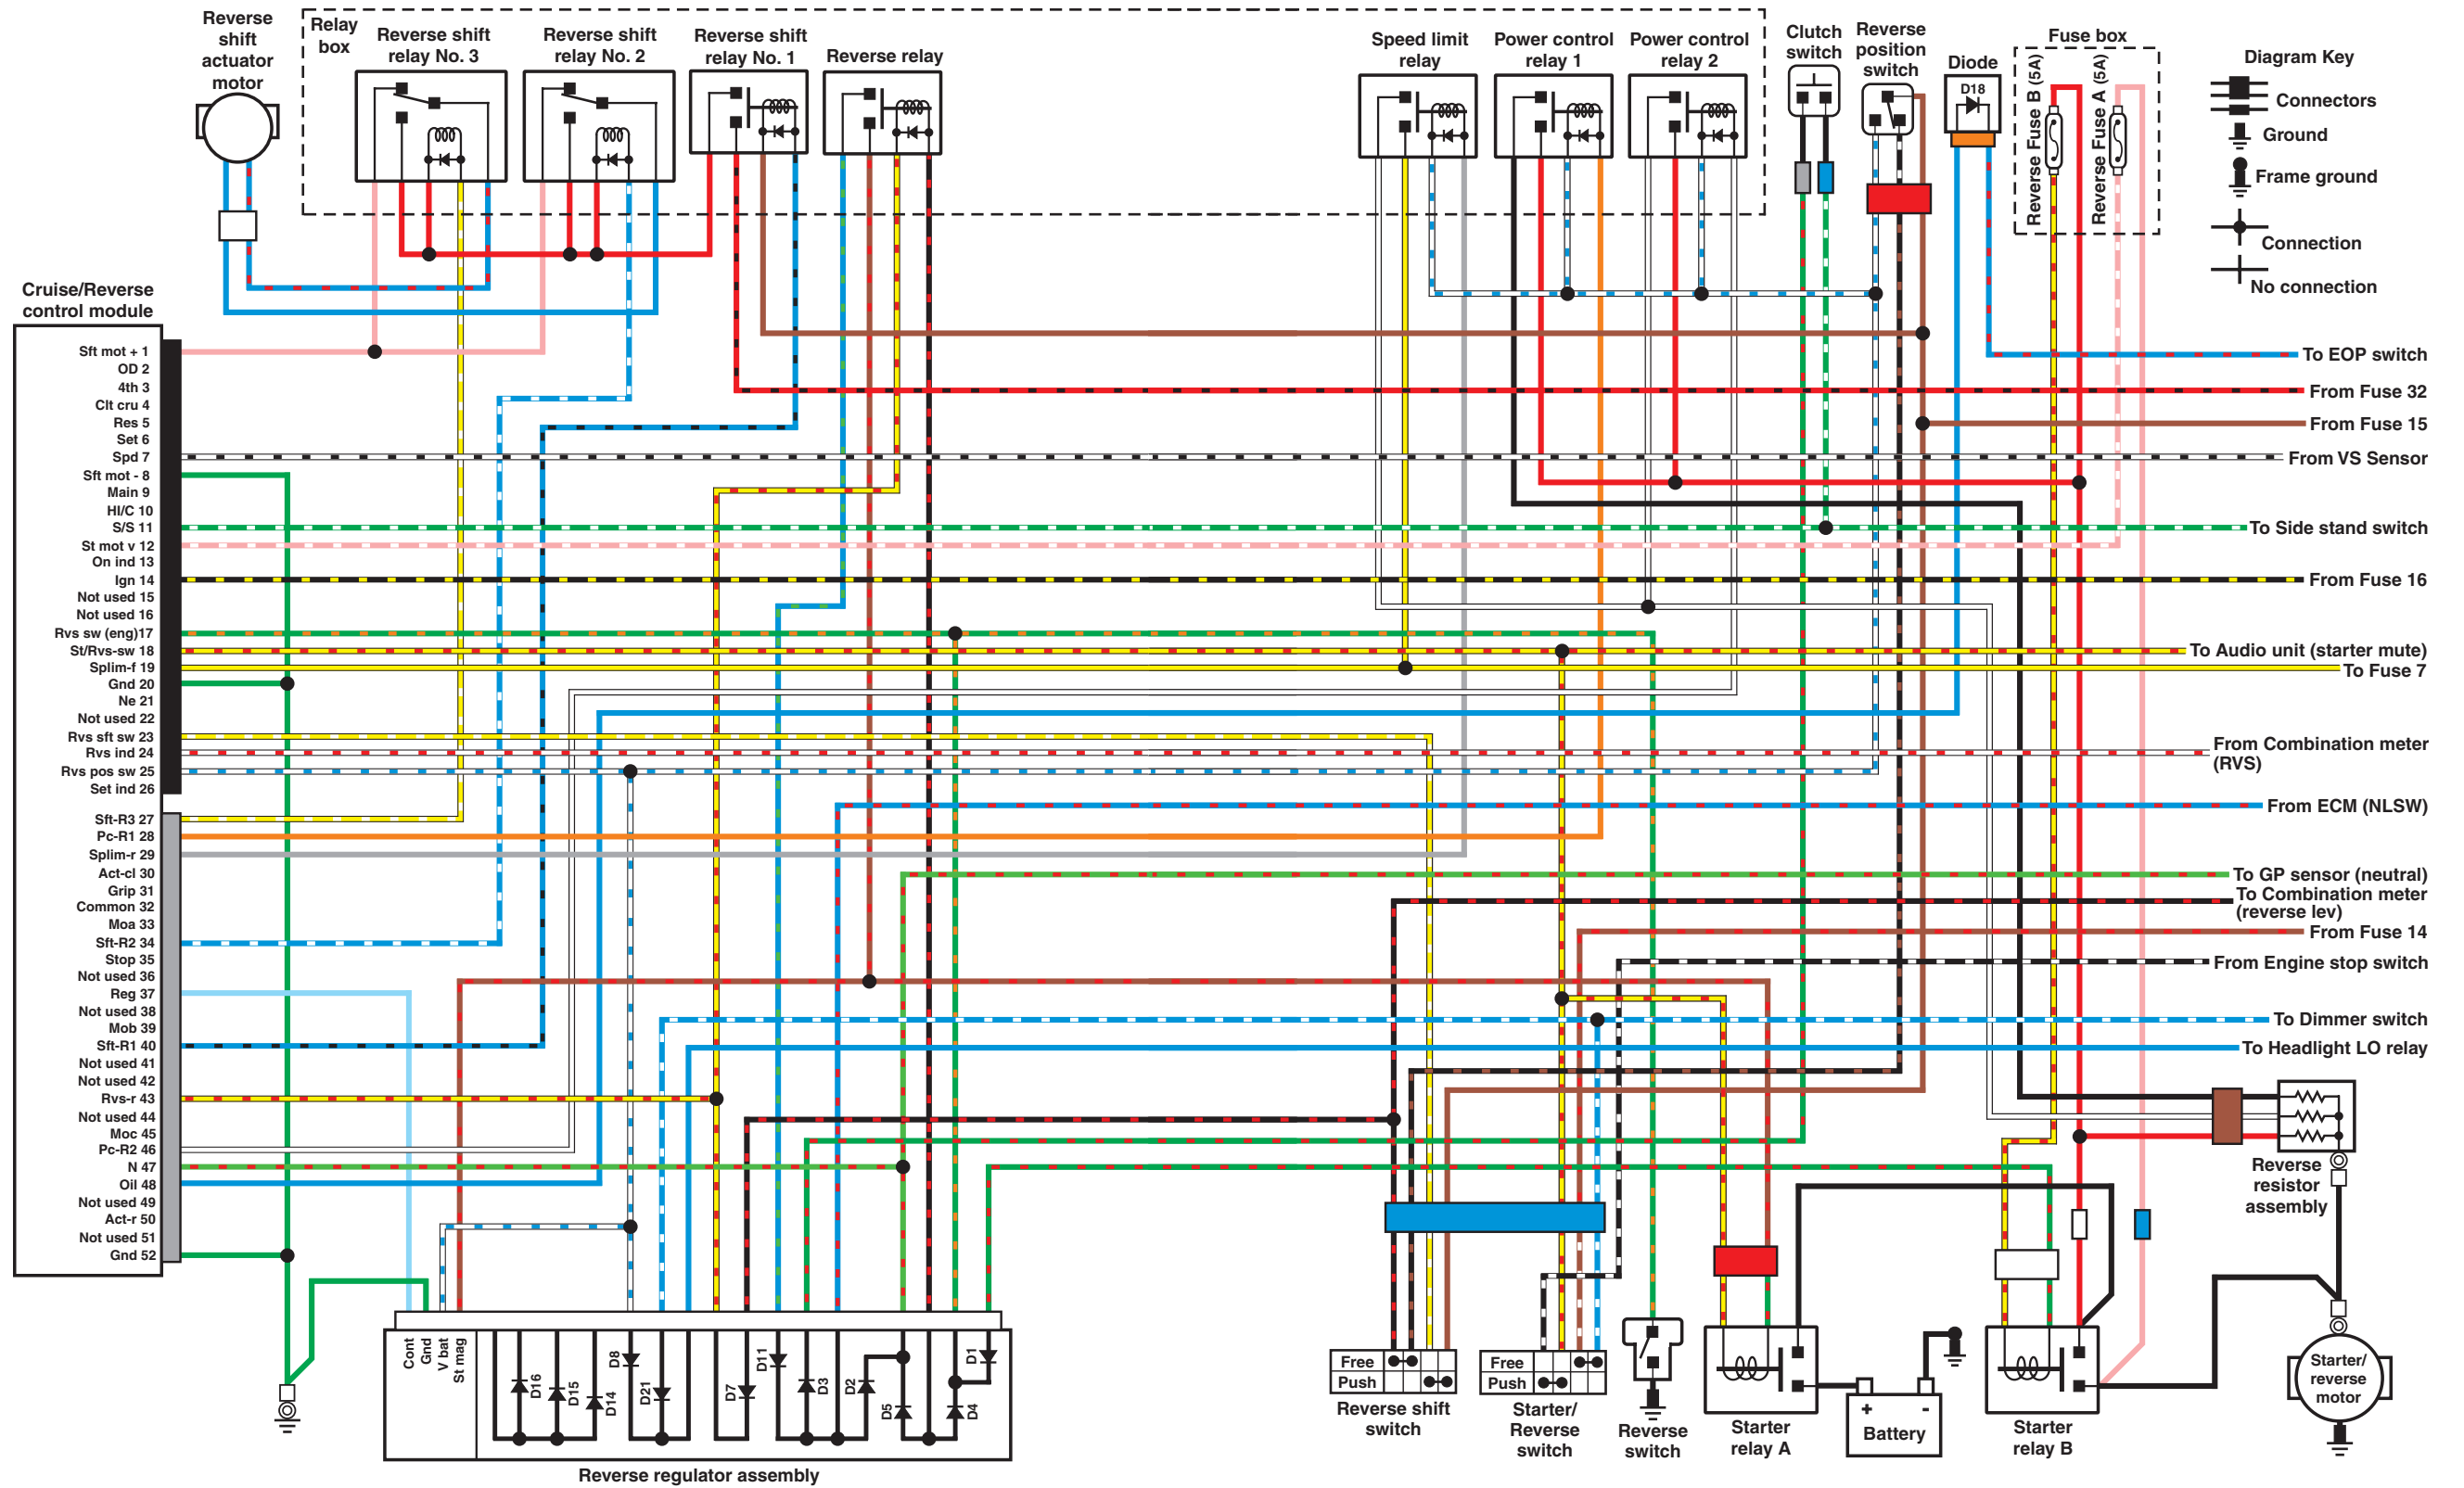 Reverse
shift
actuator
motor
Relay
box
Reverse shift
relay No. 3
Reverse shift
relay No. 2
Reverse shift
relay No. 1
Reverse relay
Speed limit
relay
Power control
relay 1
Power control
relay 2
Clutch
switch
Reverse
position
switch
Diode
D18
Fuse box
Reverse Fuse B (5A)
Reverse Fuse A (5A)
Diagram Key
Connectors
Ground
Frame ground
Connection
No connection
Cruise/Reverse
control module
Sft mot + 1
OD 2
4th 3
Clt cru 4
Res 5
Set 6
Spd 7
Sft mot - 8
Main 9
HI/C 10
S/S 11
St mot v 12
On ind 13
Ign 14
Not used 15
Not used 16
Rvs sw (eng)17
St/Rvs-sw 18
Splim-f 19
Gnd 20
Ne 21
Not used 22
Rvs sft sw 23
Rvs ind 24
Rvs pos sw 25
Set ind 26
Sft-R3 27
Pc-R1 28
Splim-r 29
Act-cl 30
Grip 31
Common 32
Moa 33
Sft-R2 34
Stop 35
Not used 36
Reg 37
Not used 38
Mob 39
Sft-R1 40
Not used 41
Not used 42
Rvs-r 43
Not used 44
Moc 45
Pc-R2 46
N 47
Oil 48
Not used 49
Act-r 50
Not used 51
Gnd 52
To EOP switch
From Fuse 32
From Fuse 15
From VS Sensor
To Side stand switch
From Fuse 16
To Audio unit (starter mute)
To Fuse 7
From Combination meter
(RVS)
From ECM (NLSW)
To GP sensor (neutral)
To Combination meter
(reverse lev)
From Fuse 14
From Engine stop switch
To Dimmer switch
To Headlight LO relay
Reverse
resistor
assembly
Cont
Gnd
V bat
St mag
D16
D15
D14
D8
D21
D7
D11
D3
D2
D5
D4
D1
Reverse regulator assembly
Free
Push
Reverse shift
switch
Free
Push
Starter/
Reverse
switch
Reverse
switch
Starter
relay A
+ -
Battery
Starter
relay B
Starter/
reverse
motor